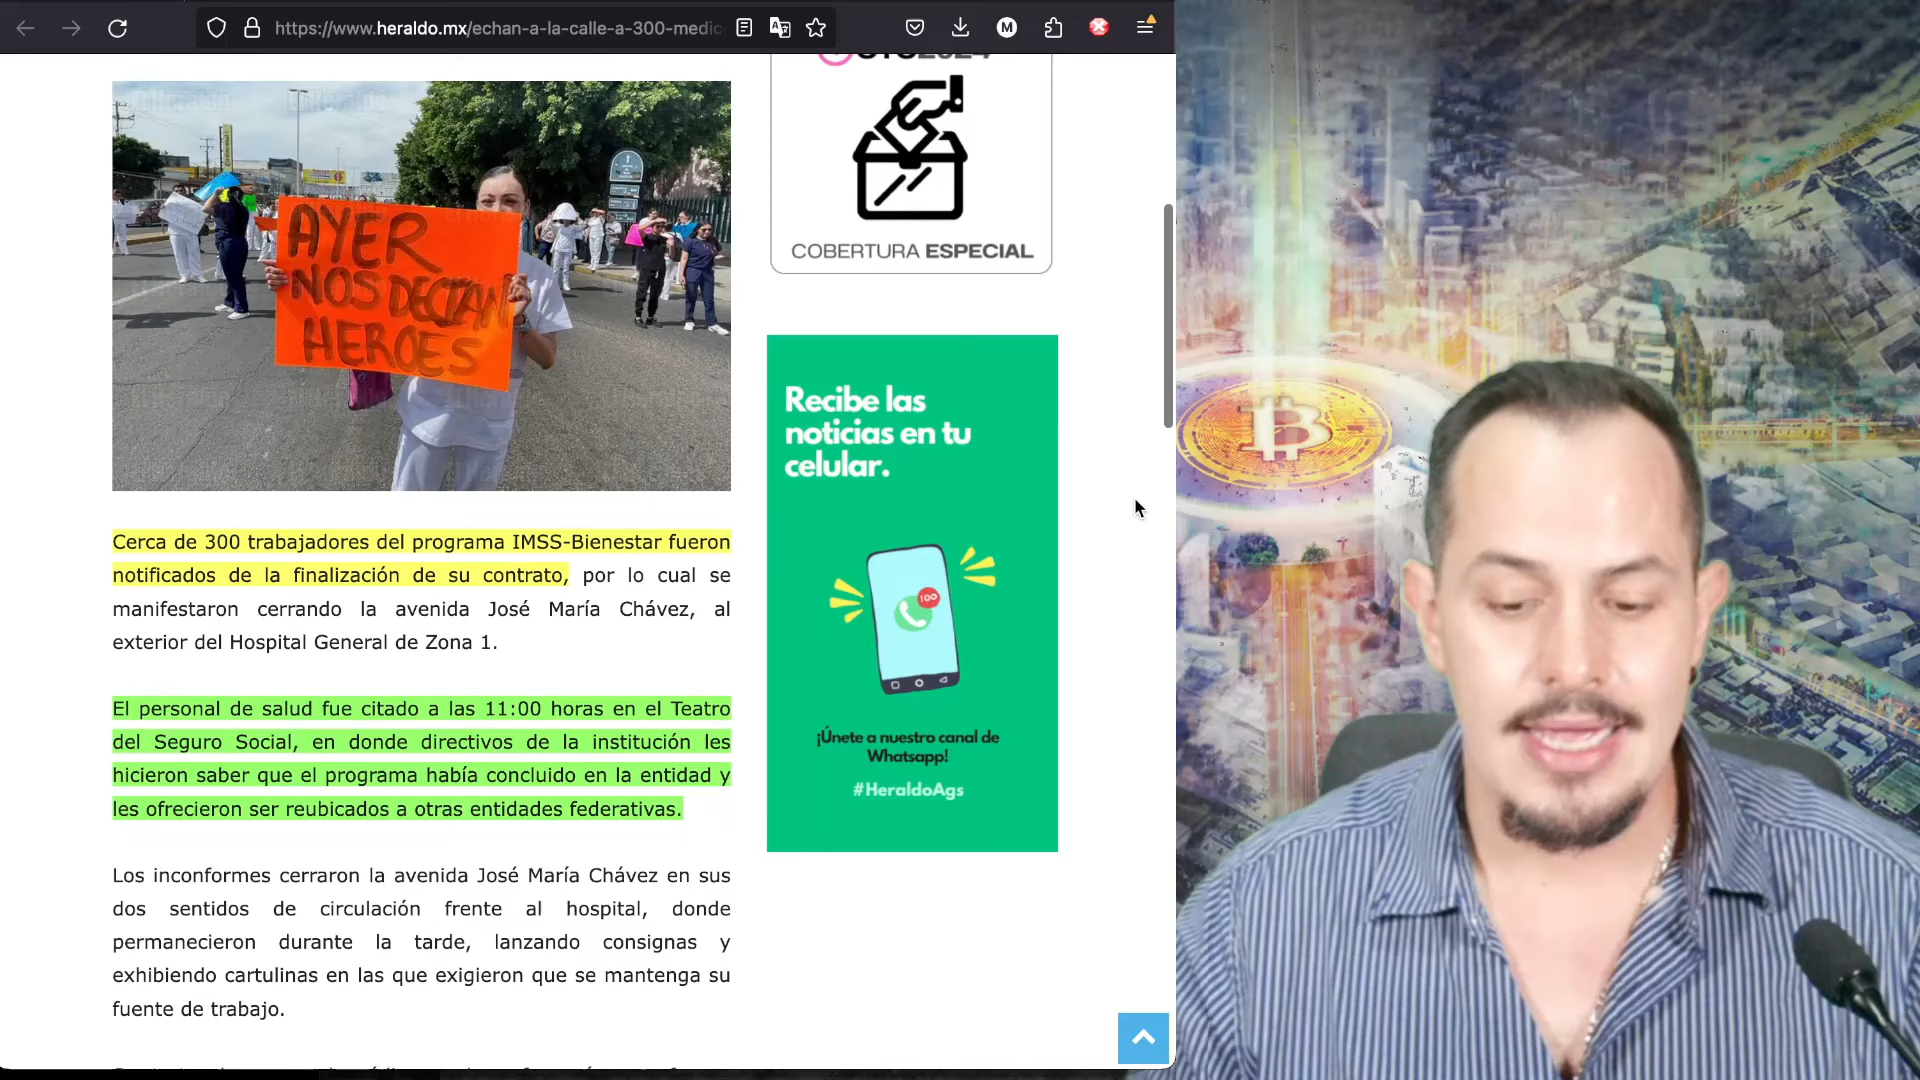 https://www.heraldo.mx/echan-a-la-calle-a-300-medic
M
AYER
NOS DECIAN
HEROES
COBERTURA ESPECIAL
Recibe las
noticias en tu
celular.
100
¡Únete a nuestro canal de
Whatsapp!
#HeraldoAgs
Cerca de 300 trabajadores del programa IMSS-Bienestar fueron
notificados de la finalización de su contrato, por lo cual se
manifestaron cerrando la avenida José María Chávez, al
exterior del Hospital General de Zona 1.
El personal de salud fue citado a las 11:00 horas en el Teatro
del Seguro Social, en donde directivos de la institución les
hicieron saber que el programa había concluido en la entidad y
les ofrecieron ser reubicados a otras entidades federativas.
Los inconformes cerraron la avenida José María Chávez en sus
dos sentidos de circulación frente al hospital, donde
permanecieron durante la tarde, lanzando consignas y
exhibiendo cartulinas en las que exigieron que se mantenga su
fuente de trabajo.